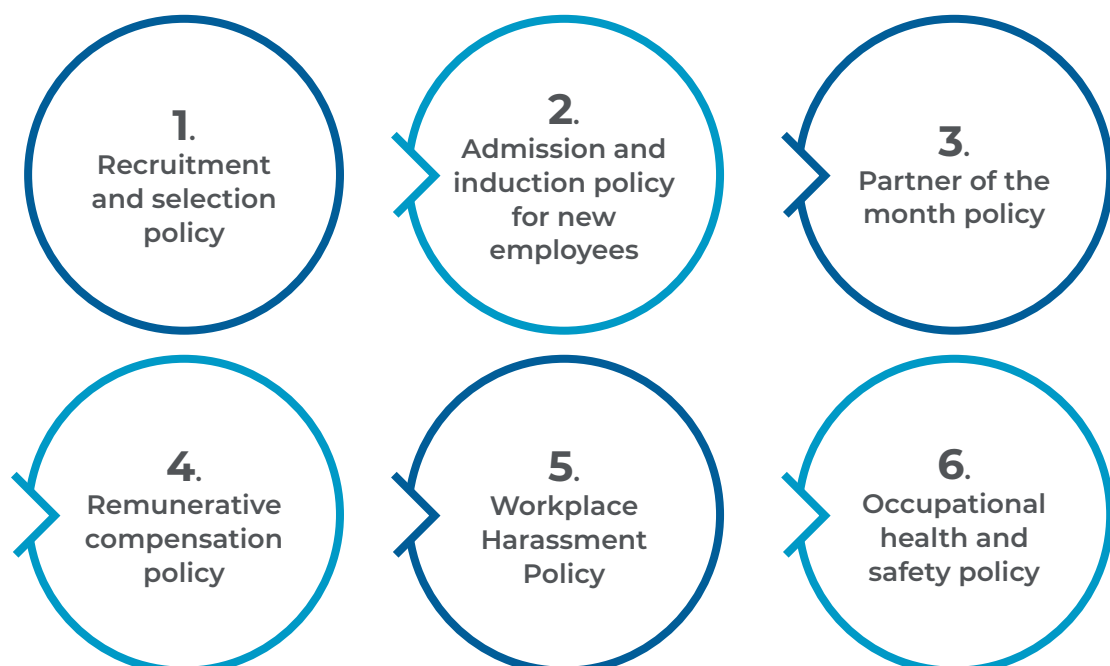 1.
Recruitment
and selection
policy
2.
Admission and
induction policy
for new
employees
3.
Partner of the
month policy
4.
Remunerative
compensation
policy
5.
Workplace
Harassment
Policy
6.
Occupational
health and
safety policy